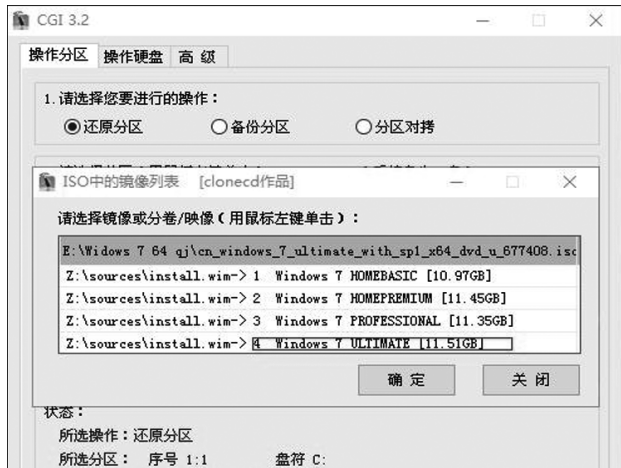 CGI 3.2
操作分区 操作硬盘 高 级
1.请选择您要进行的操作：
还原分区 备份分区 分区对拷
ISO中的镜像列表 [clonecd作品]
请选择镜像或分卷/映像（用鼠标左键单击）：
E:\Widows 7 64 qj\cn_windows_7_ultimate_with_sp1_x64_dvd_u_677408.iso
Z:\sources\install.wim-> 1 Windows 7 HOMEBASIC [10.97GB]
Z:\sources\install.wim-> 2 Windows 7 HOMEPREMIUM [11.45GB]
Z:\sources\install.wim-> 3 Windows 7 PROFESSIONAL [11.35GB]
Z:\sources\install.wim-> 4 Windows 7 ULTIMATE [11.51GB]
确 定 关 闭
状态：
所选操作：还原分区
所选分区： 序号 1:1 盘符 C: